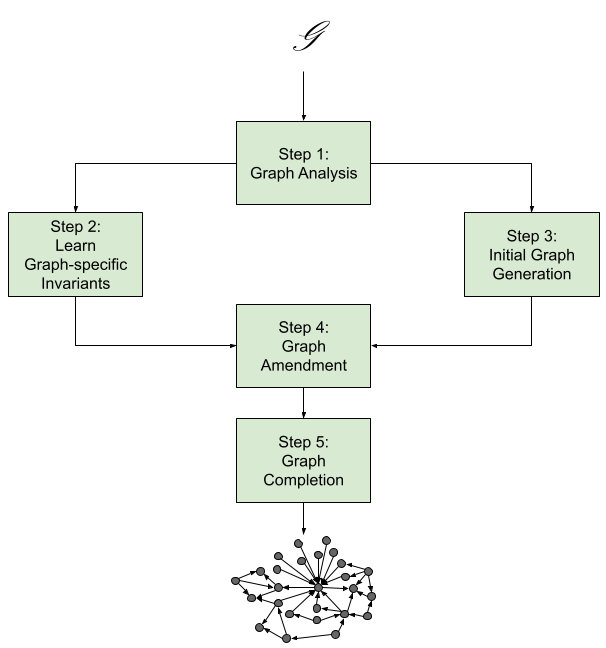 𝒢
Step 1:
Graph Analysis
Step 2:
Learn
Graph-specific
Invariants
Step 3:
Initial Graph
Generation
Step 4:
Graph
Amendment
Step 5:
Graph
Completion